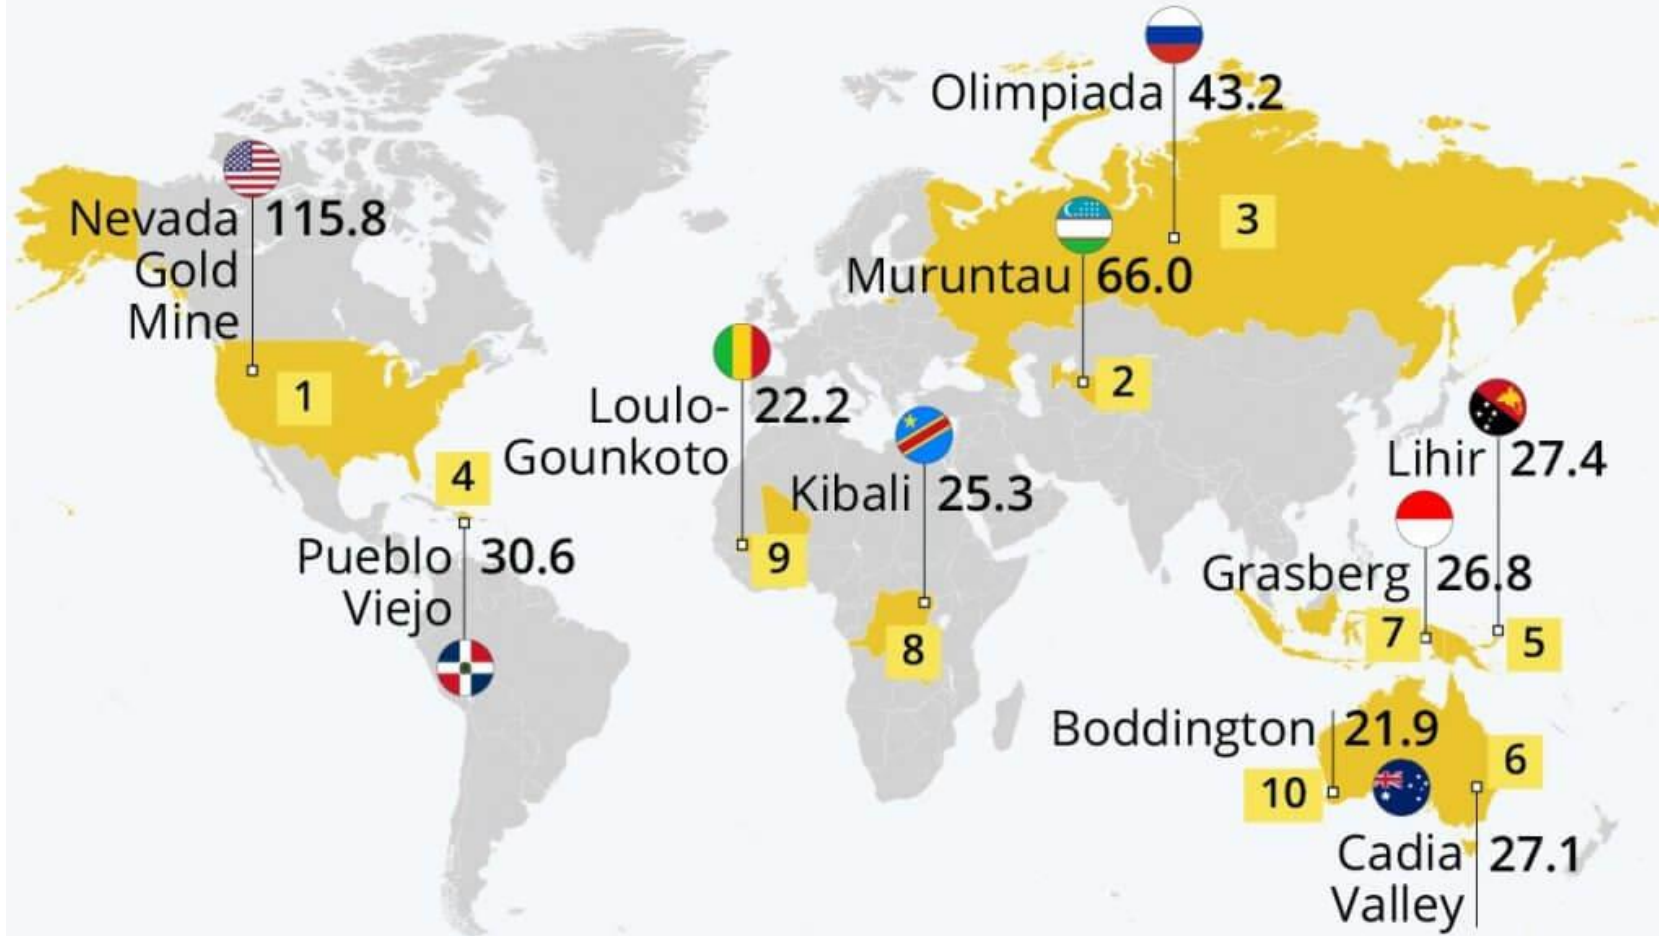 Olimpiada 43.2
3
Nevada 115.8
Gold
Mine
Muruntau 66.0
1
2
Loulo- 22.2
Gounkoto
Lihir 27.4
4
Kibali 25.3
Pueblo 30.6
Viejo
9
Grasberg 26.8
8
7
5
Boddington 21.9
6
10
Cadia 27.1
Valley